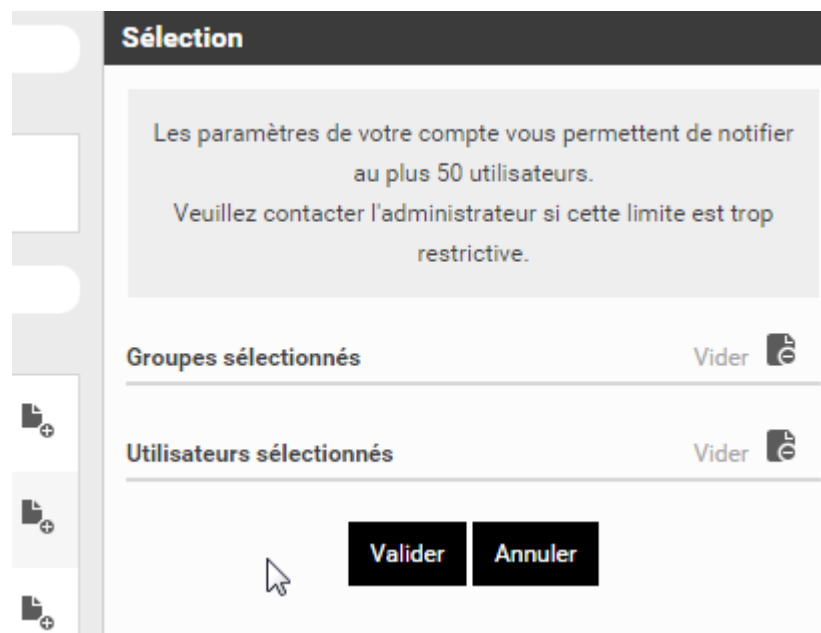 Sélection
Les paramètres de votre compte vous permettent de notifier
au plus 50 utilisateurs.
Veuillez contacter l'administrateur si cette limite est trop
restrictive.
Groupes sélectionnés Vider
Utilisateurs sélectionnés Vider
Valider Annuler